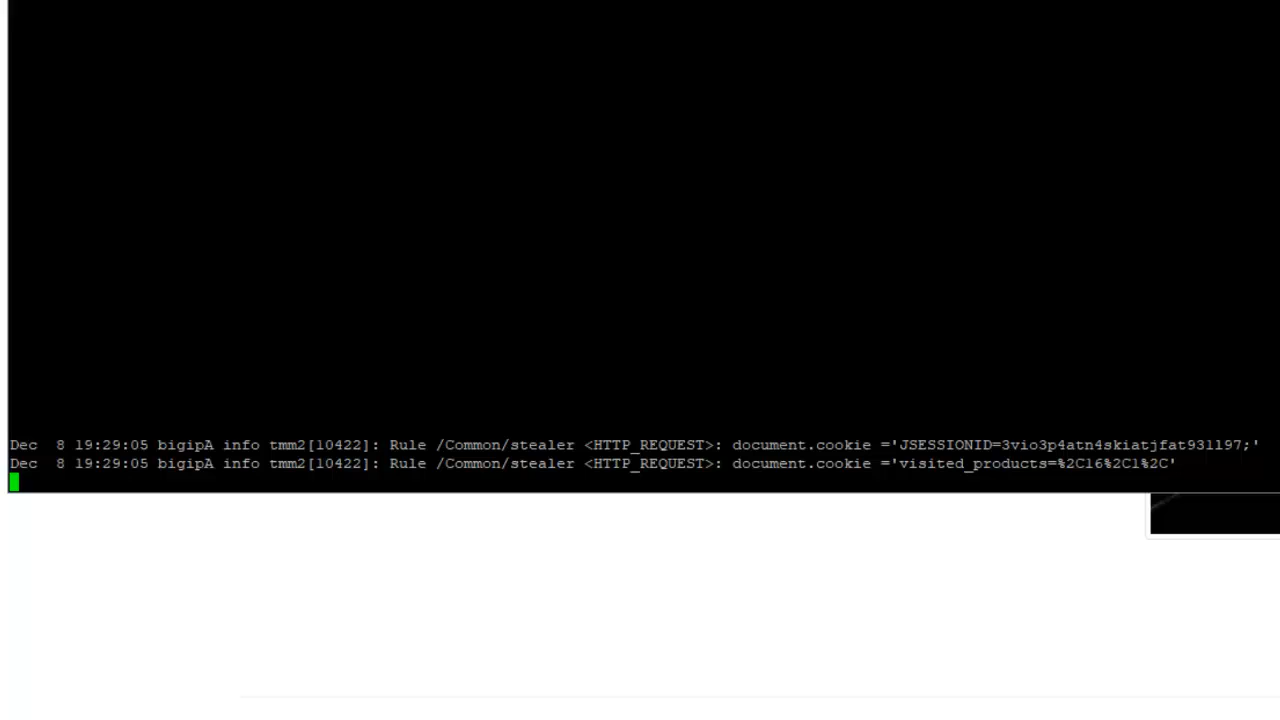 Dec  8 19:29:05 bigipA info tmm2[10422]: Rule /Common/stealer <HTTP_REQUEST>: document.cookie ='JSESSIONID=3vio3p4atn4skiatjfat931l97;'
Dec  8 19:29:05 bigipA info tmm2[10422]: Rule /Common/stealer <HTTP_REQUEST>: document.cookie ='visited_products=%2C16%2C1%2C'